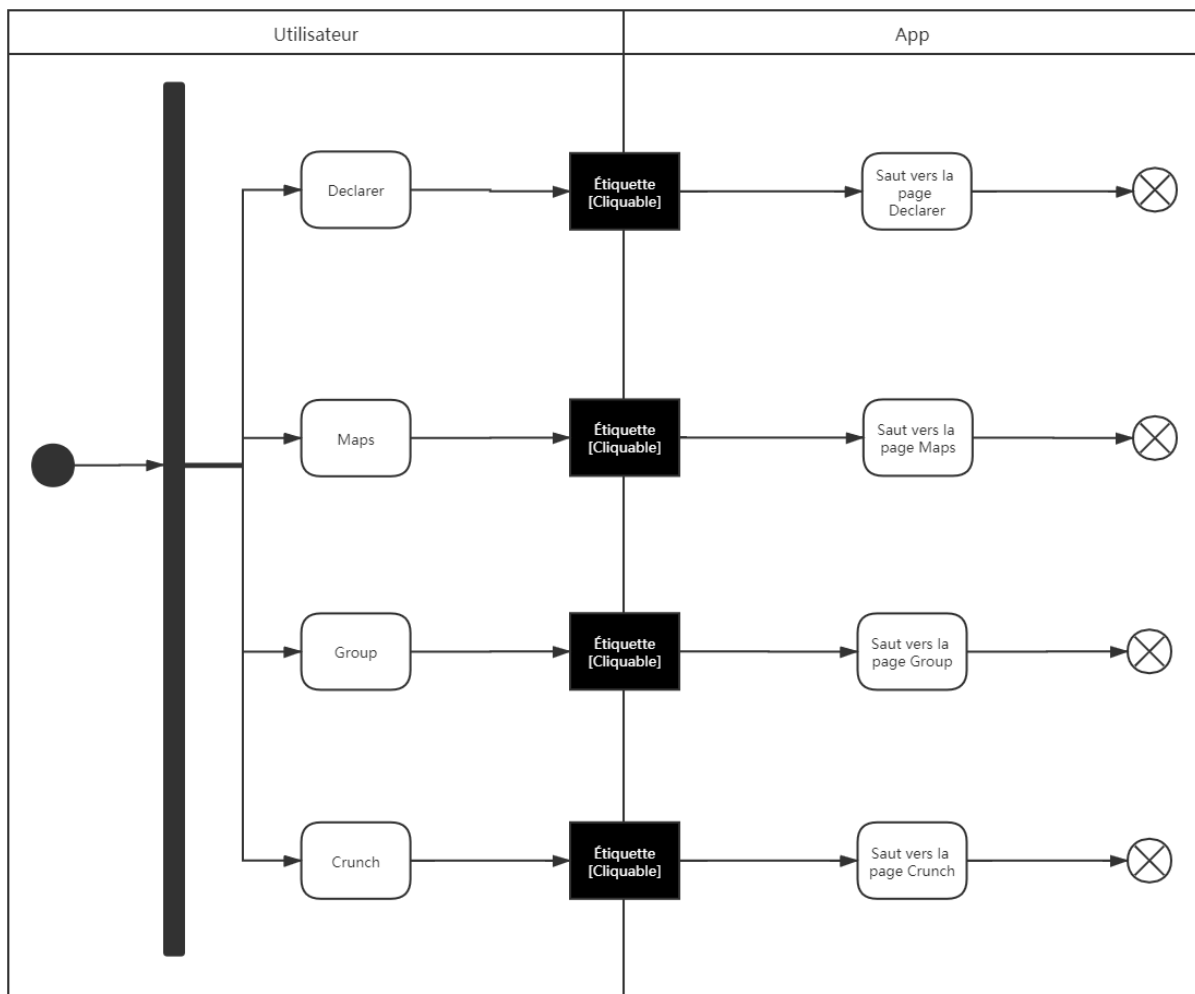 Utilisateur
App
Declarer
Étiquette
[Cliquable]
Saut vers la
page
Declarer
Maps
Étiquette
[Cliquable]
Saut vers la
page Maps
Group
Étiquette
[Cliquable]
Saut vers la
page Group
Crunch
Étiquette
[Cliquable]
Saut vers la
page Crunch